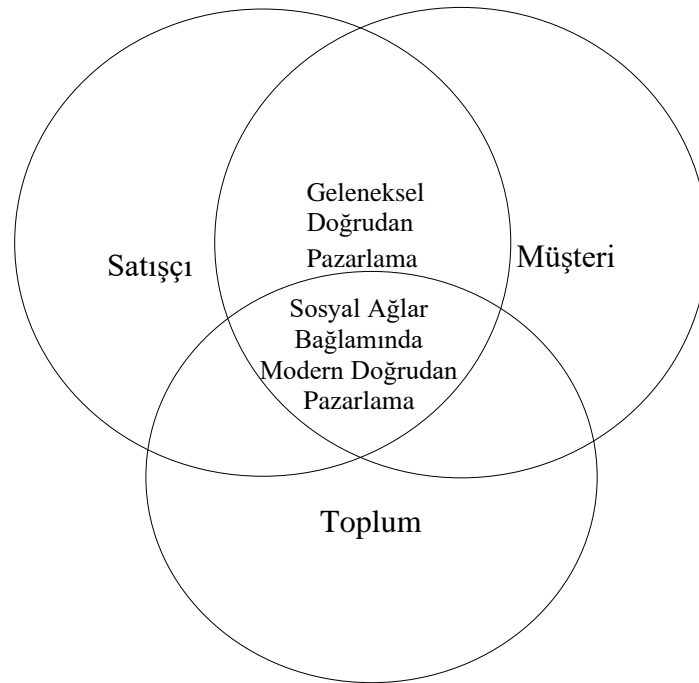 Geleneksel
Doğrudan
Pazarlama
Satışçı
Müşteri
Sosyal Ağlar
Bağlamında
Modern Doğrudan
Pazarlama
Toplum